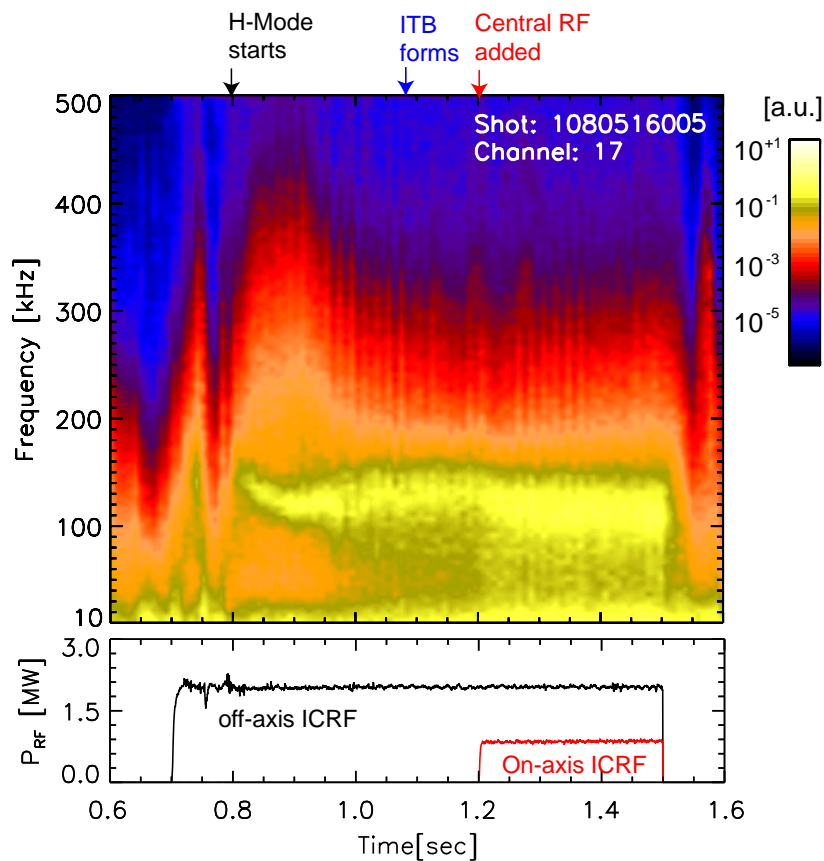 H-Mode
starts
ITB
forms
Central RF
added
[a.u.]
Shot: 1080516005
Channel: 17
10+1
10-1
10-3
10-5
Frequency [kHz]
500
400
300
200
100
10
PRF [MW]
3.0
1.5
0.0
off-axis ICRF
On-axis ICRF
0.6 0.8 1.0 1.2 1.4 1.6
Time[sec]